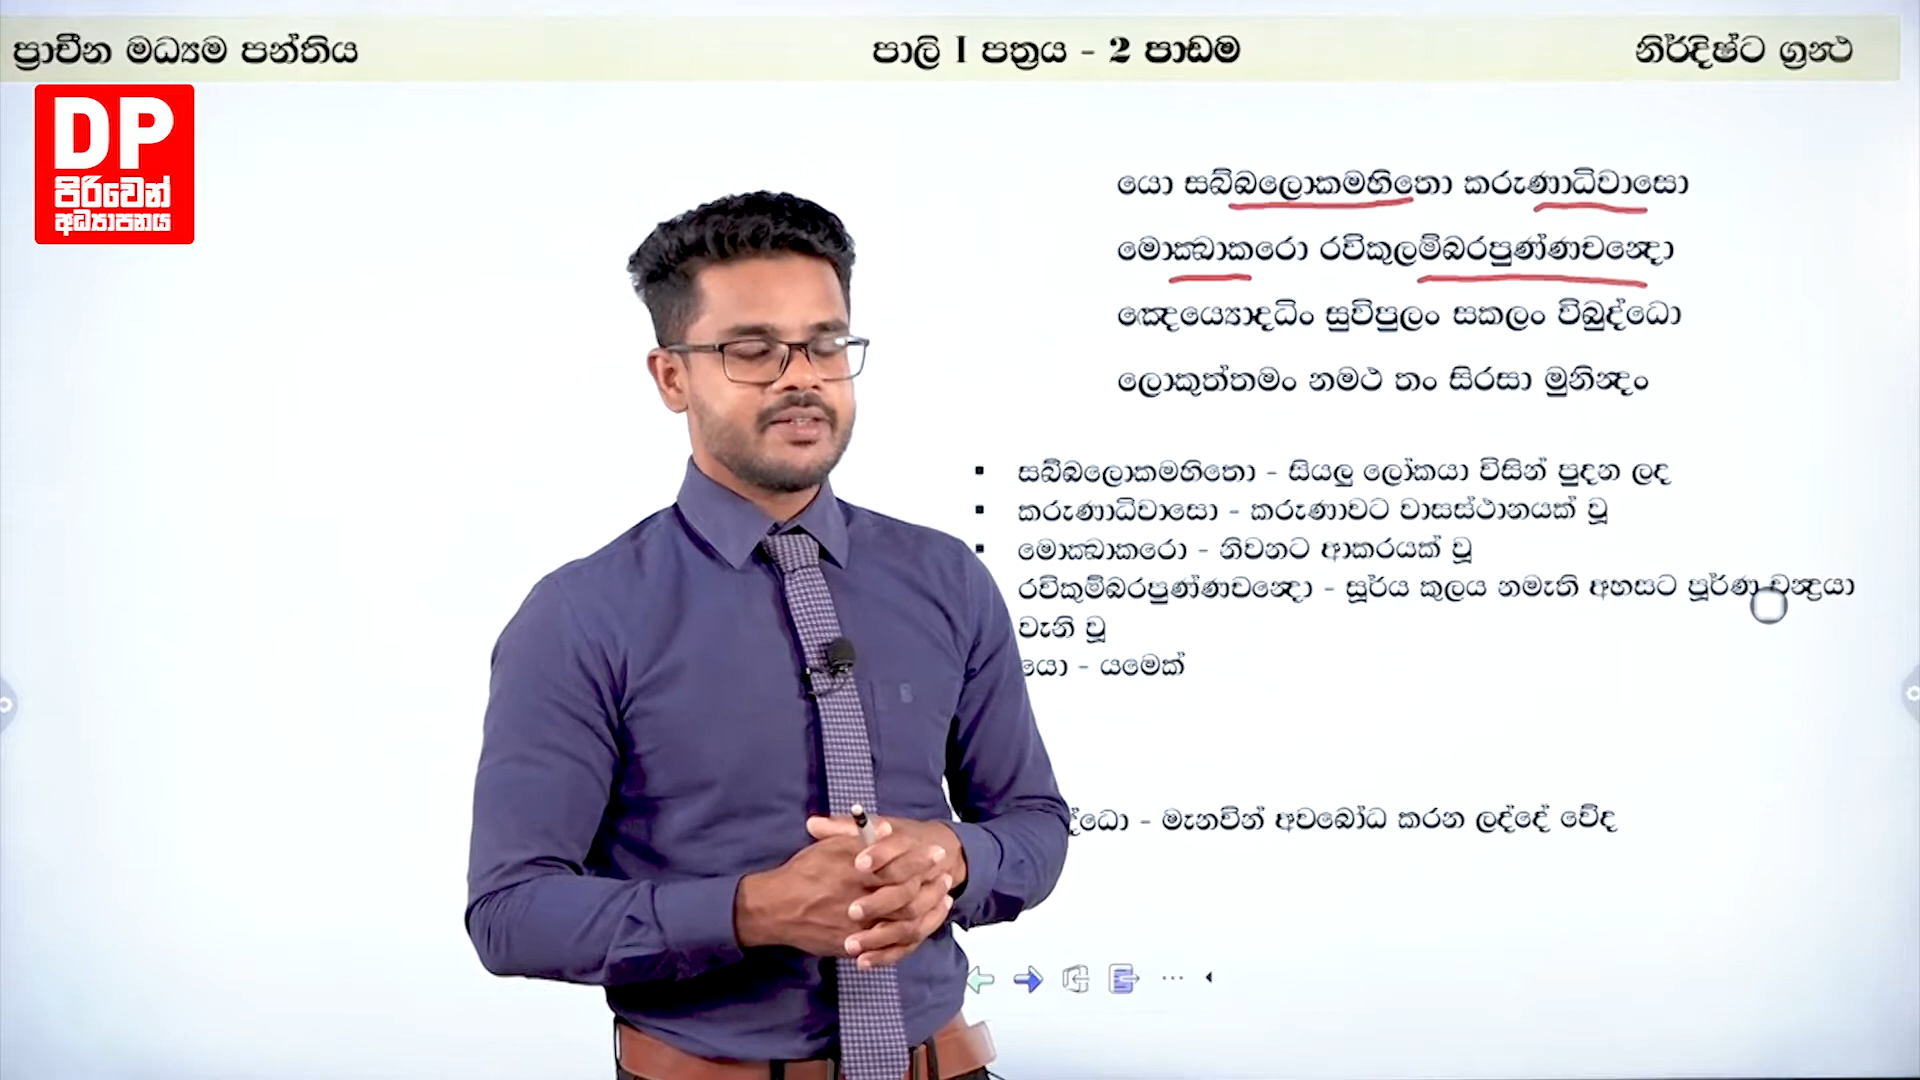 ප්‍රාචීන මධ්‍යම පන්තිය
පාලි I පත්‍රය - 2 පාඩම
නිර්දිෂ්ට ග්‍රන්ථ
DP
පිරිවෙන්
අධ්‍යාපනය
යො සබ්බලොකමහිතො කරුණාධිවාසො
මොක්ඛාකරො රවිකුලම්බරපුණ්ණචන්දො
ඤෙය්‍යොදධිං සුවිපුලං සකලං විබුද්ධො
ලොකුත්තමං නමථ තං සිරසා මුනින්දං
▪ සබ්බලොකමහිතො - සියලු ලෝකයා විසින් පුදන ලද
▪ කරුණාධිවාසො - කරුණාවට වාසස්ථානයක් වූ
▪ මොක්ඛාකරො - නිවනට ආකරයක් වූ
රවිකුම්බරපුණ්ණචන්දො - සූර්ය කුලය නමැති අහසට පූර්ණ චන්ද්‍රයා
වැනි වූ
යො - යමෙක්
ද්ධො - මැනවින් අවබෝධ කරන ලද්දේ වේද